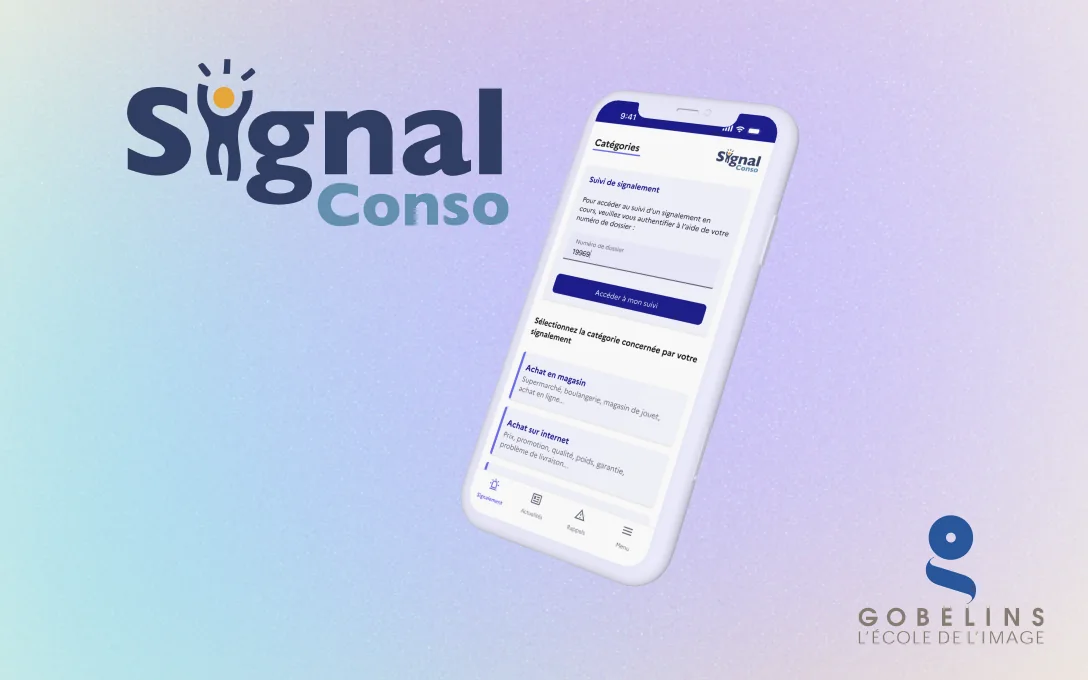 Signal
Conso
9:41
Catégories
Signal
Conso
Suivi de signalement
Pour accéder au suivi d'un signalement en
cours, veuillez vous authentifier à l'aide de votre
numéro de dossier :
Numéro de dossier
19969
Accéder à mon suivi
Sélectionnez la catégorie concernée par votre
signalement
Achat en magasin
Supermarché, boulangerie, magasin de jouet,
achat en ligne...
Achat sur internet
Prix, promotion, qualité, poids, garantie,
problème de livraison...
Signalement
Actualités
Rappels
Menu
GOBELINS
L'ÉCOLE DE L'IMAGE